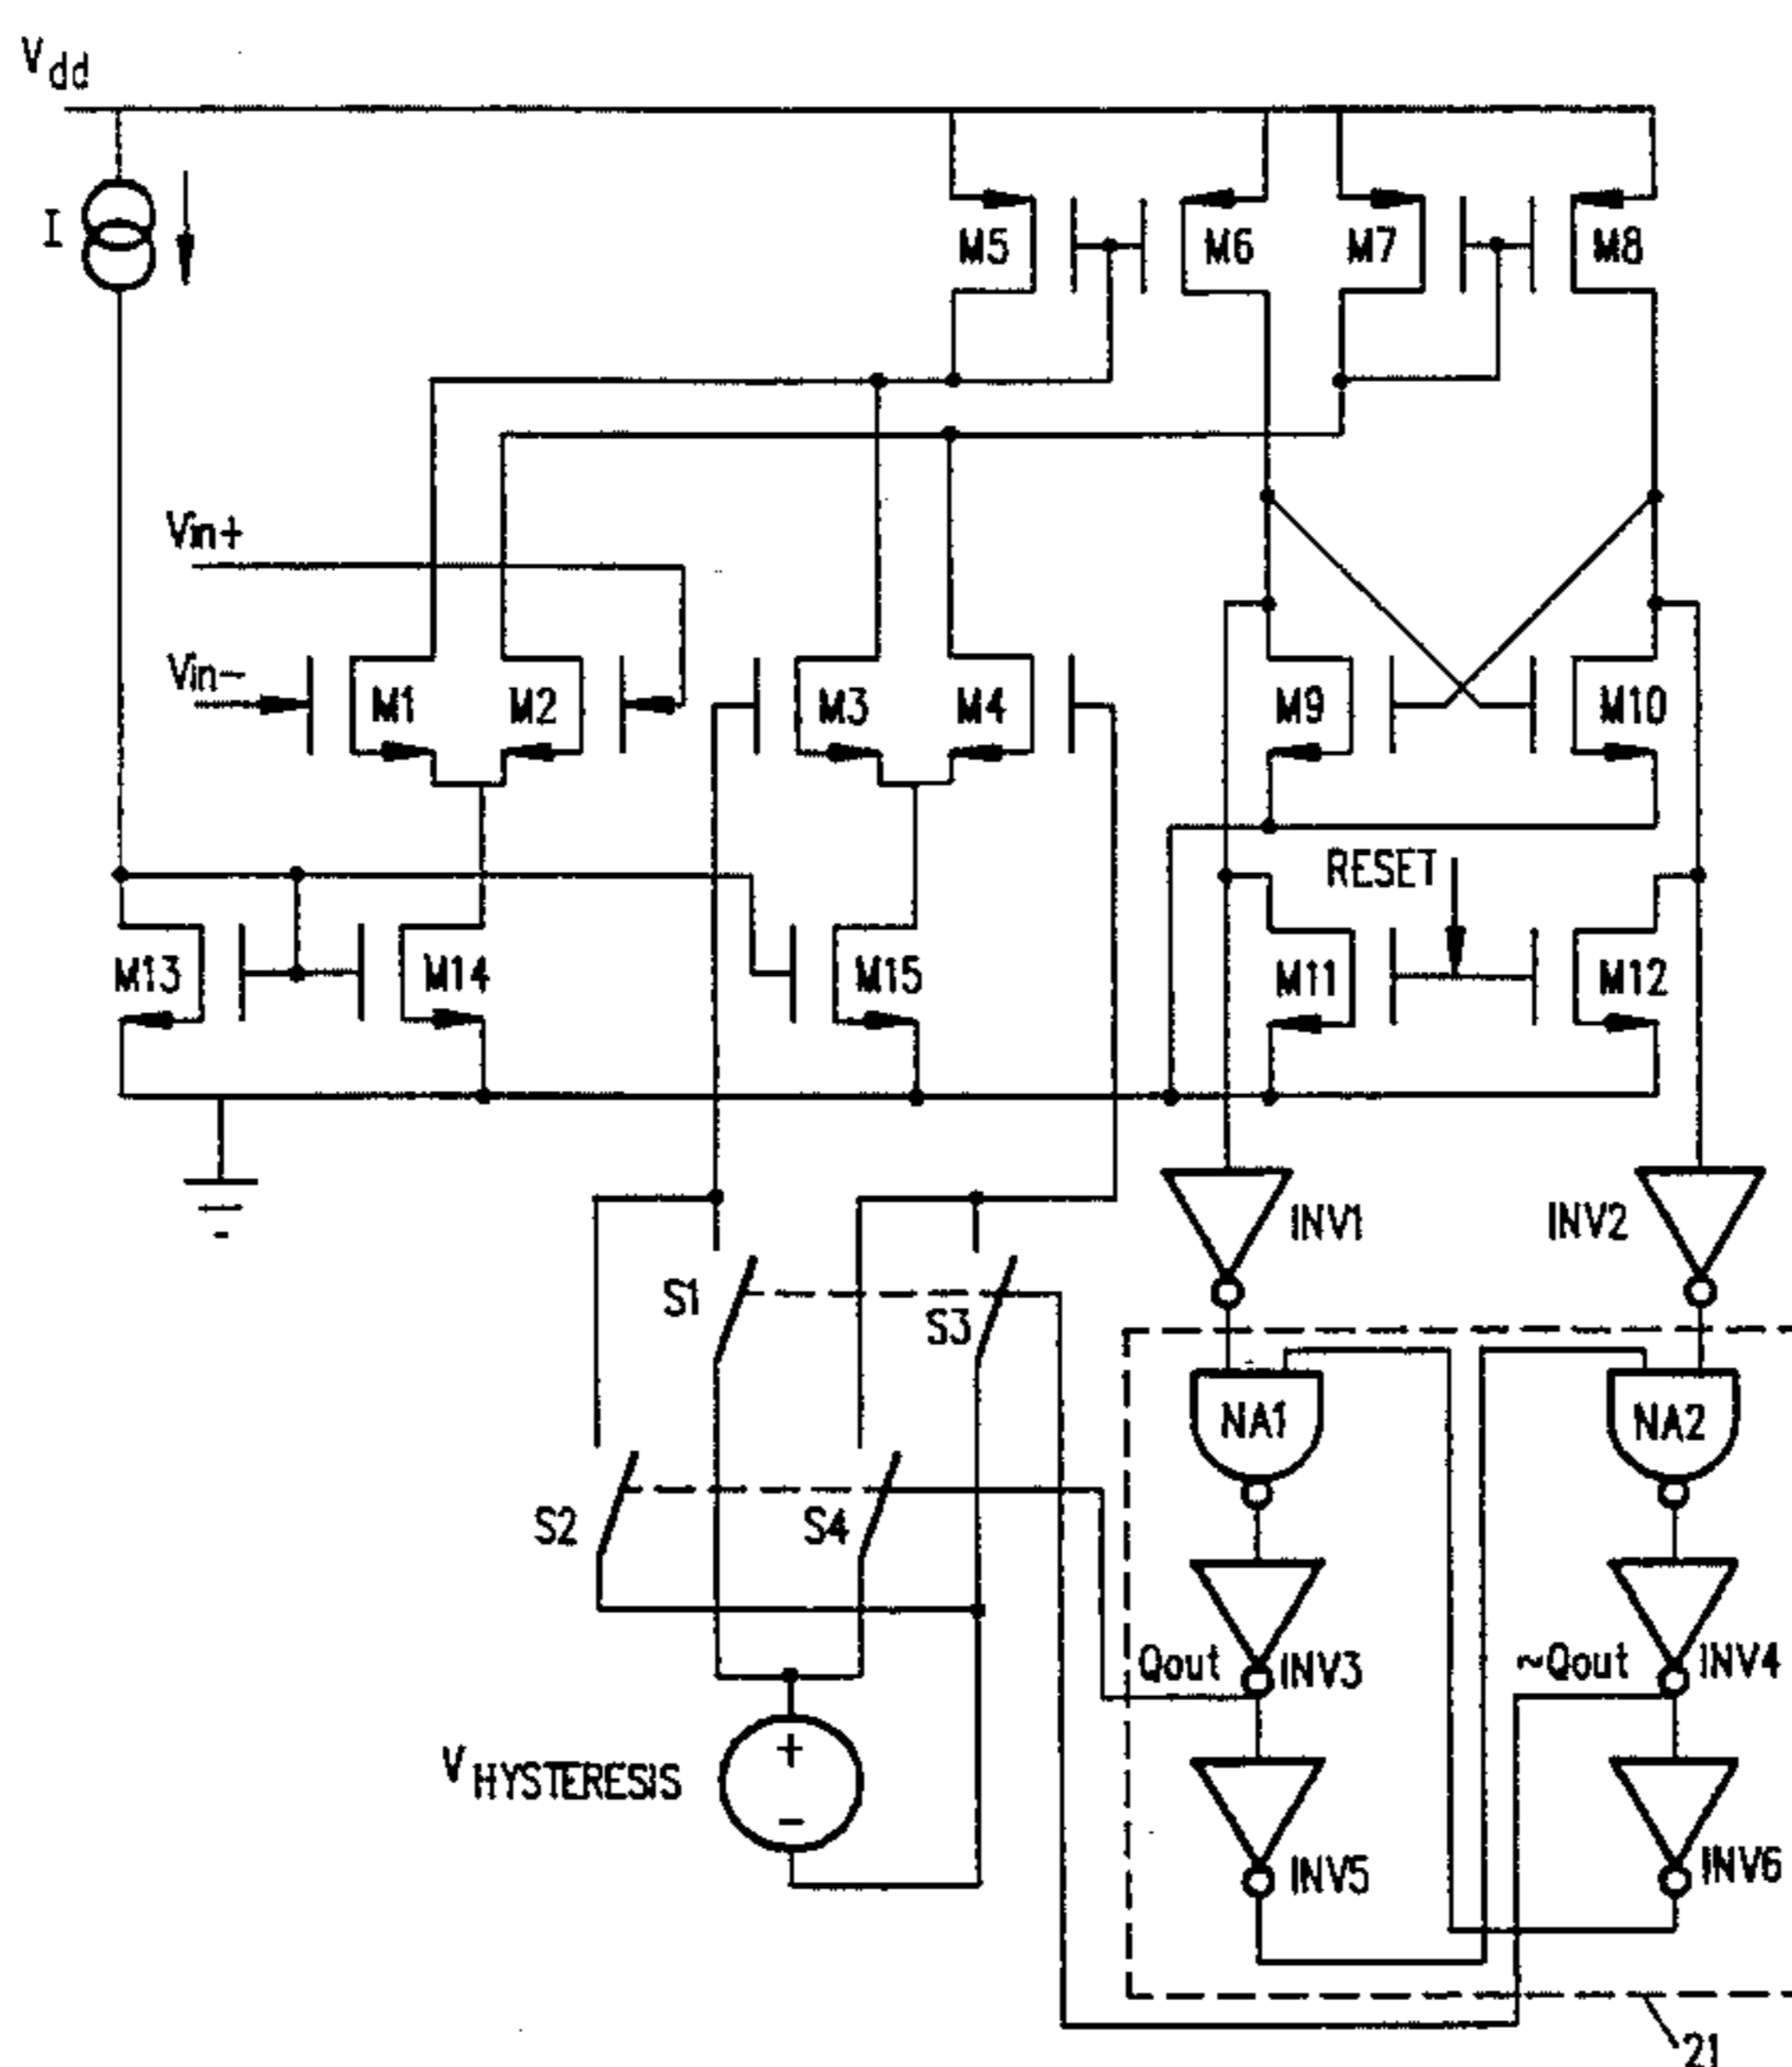 Vdd
I
M5
M6
M7
M8
Vin+
Vin-
M1
M2
M3
M4
M9
M10
RESET
M13
M14
M15
M11
M12
INV1
INV2
S1
S3
NA1
NA2
S2
S4
Qout
INV3
~Qout
INV4
+
VHYSTERESIS
-
INV5
INV6
21